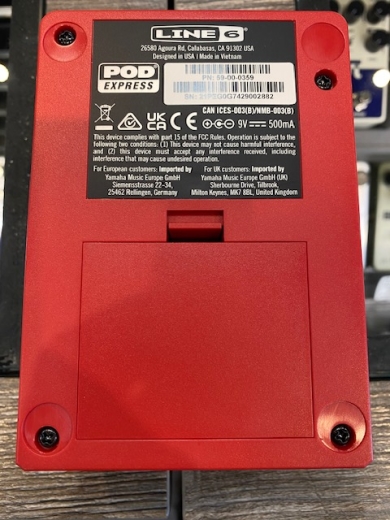 LINE 6
26580 Agoura Rd, Calabasas, CA 91302 USA
Designed in USA | Made in Vietnam
POD
EXPRESS
PN: 59-00-0359
CAN ICES-003(B)/NMB-003(B)
UK
CA
CE
9V 500mA
This device complies with part 15 of the FCC Rules. Operation is subject to the
following two conditions: (1) This device may not cause harmful interference,
and (2) this device must accept any interference received, including
interference that may cause undesired operation.
For European customers: Imported by
Yamaha Music Europe GmbH
Siemensstrasse 22-34,
25462 Rellingen, Germany
For UK customers: Imported by
Yamaha Music Europe GmbH (UK)
Sherbourne Drive, Tilbrook,
Milton Keynes, MK7 8BL, United Kingdom